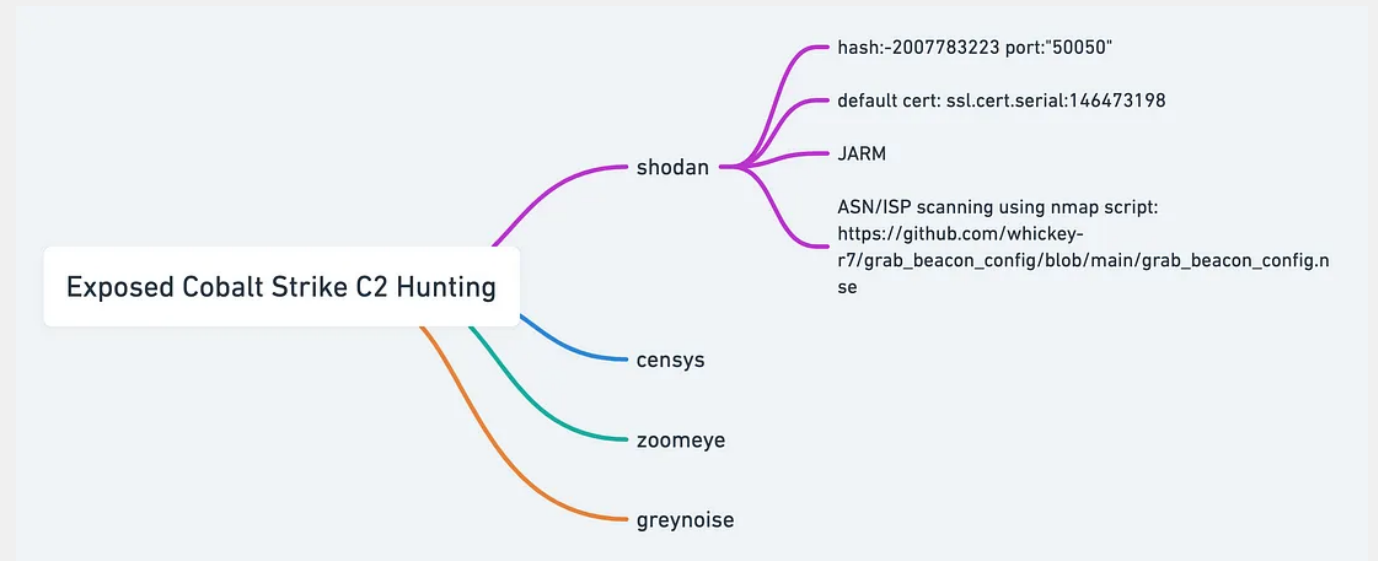 Exposed Cobalt Strike C2 Hunting
shodan
hash:-2007783223 port:"50050"
default cert: ssl.cert.serial:146473198
JARM
ASN/ISP scanning using nmap script:
https://github.com/whickey-
r7/grab_beacon_config/blob/main/grab_beacon_config.n
se
censys
zoomeye
greynoise